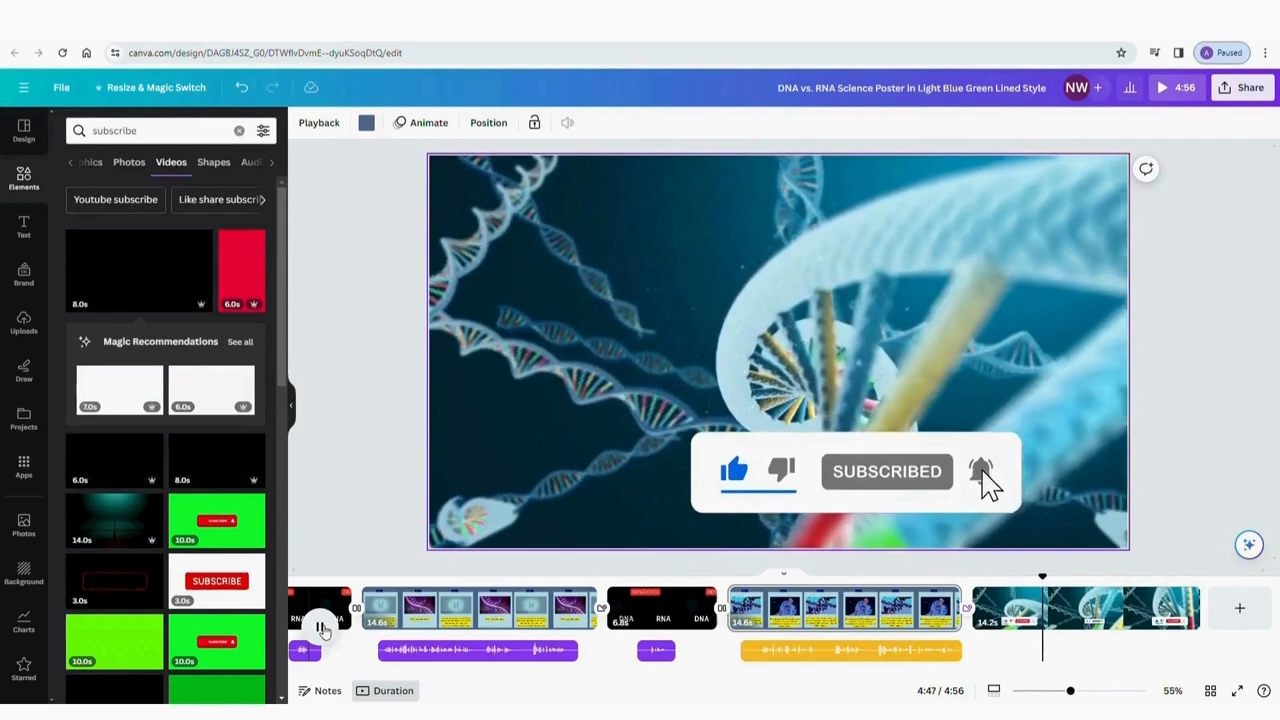 canva.com/design/DAGBJ4SZ_G0/DTWflvDvmE--dyuKSoqDtQ/edit
A Paused
File
Resize & Magic Switch
DNA vs. RNA Science Poster in Light Blue Green Lined Style
NW
4:56
Share
Design
Elements
Text
Brand
Uploads
Draw
Projects
Apps
Photos
Background
Charts
Starred
subscribe
phics
Photos
Videos
Shapes
Audi
Youtube subscribe
Like share subscri
8.0s
6.0s
Magic Recommendations
See all
7.0s
6.0s
6.0s
8.0s
14.0s
10.0s
3.0s
SUBSCRIBE
3.0s
10.0s
10.0s
Playback
Animate
Position
SUBSCRIBED
14.6s
6.8s
RNA
DNA
14.6s
14.2s
Notes
Duration
4:47 / 4:56
55%